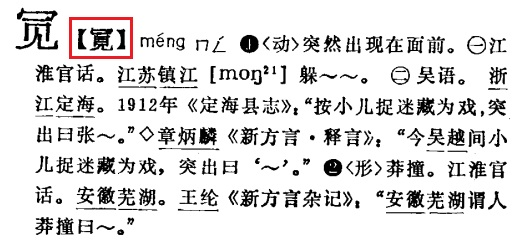 méng ㄇㄥˊ ❶〈动〉突然出现在面前。㊀江
淮官话。江苏镇江 [moŋ²¹] 躲～～。 ㊁吴语。浙
江定海。1912年《定海县志》：“按小儿捉迷藏为戏，突
出曰张～。”◇章炳麟《新方言·释言》：“今吴越间小
儿捉迷藏为戏，突出曰‘～’。”❷〈形〉莽撞。江淮官
话。安徽芜湖。王纶《新方言杂记》：“安徽芜湖谓人
莽撞曰～。”